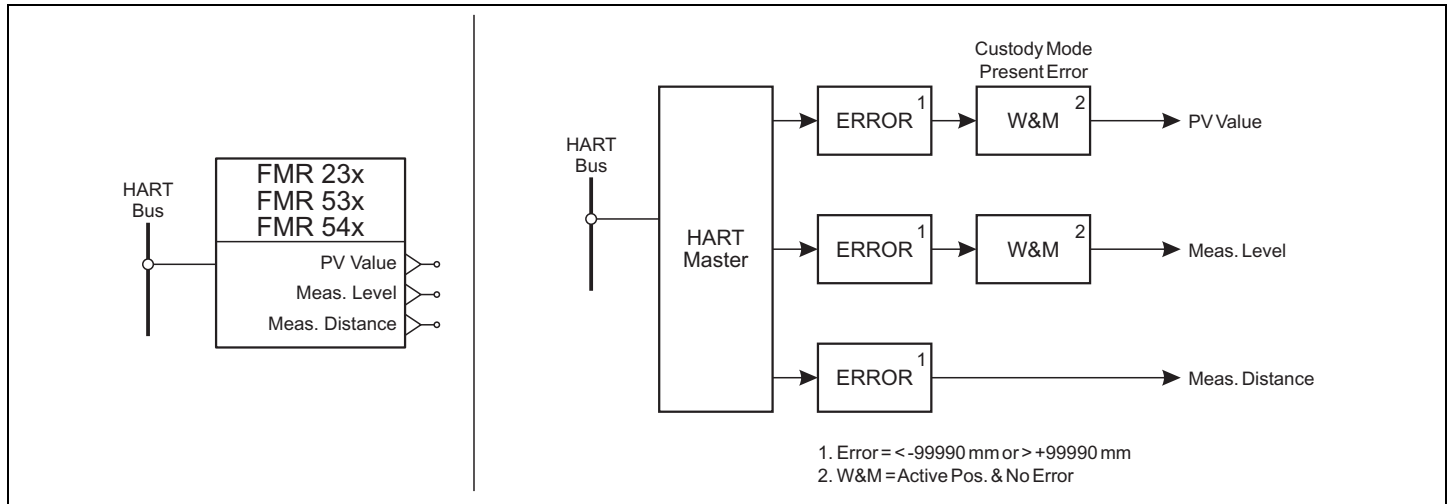 HART
Bus
FMR 23x
FMR 53x
FMR 54x
PV Value
Meas. Level
Meas. Distance
HART
Bus
HART
Master
Custody Mode
Present Error
ERROR 1
W&M 2
PV Value
ERROR 1
W&M 2
Meas. Level
ERROR 1
Meas. Distance
1. Error = < -99990 mm or > +99990 mm
2. W&M = Active Pos. & No Error